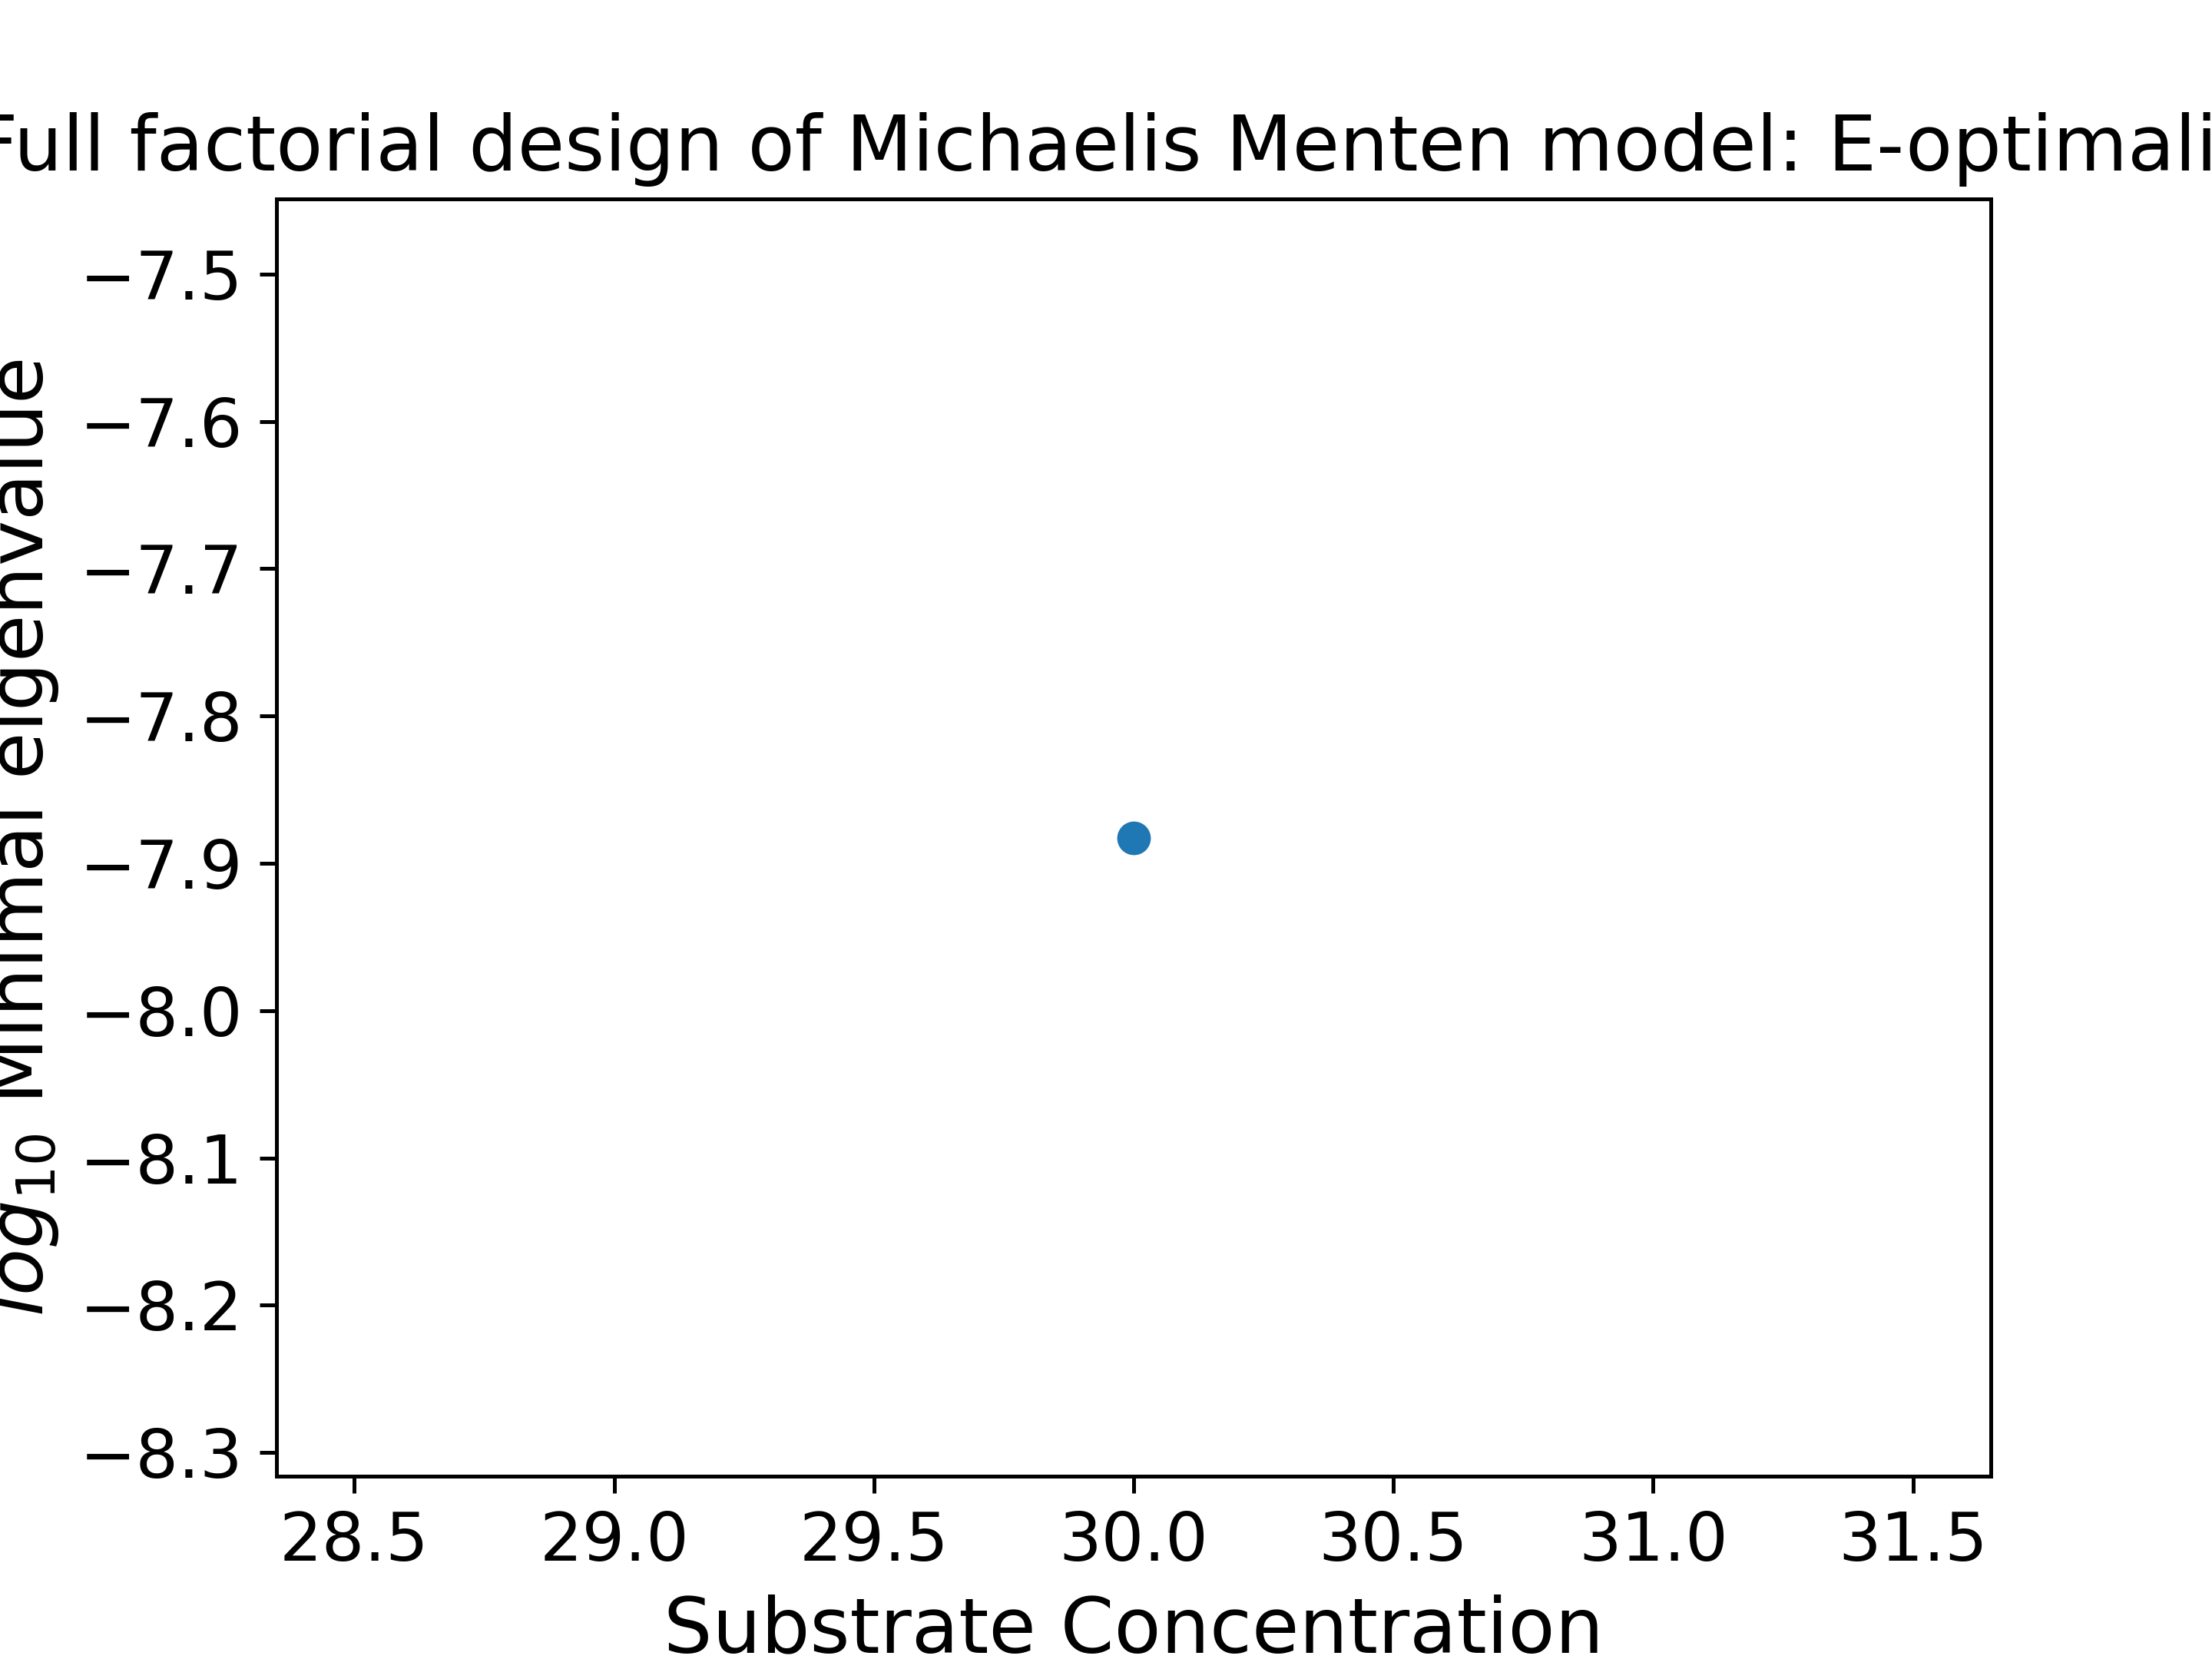 Full factorial design of Michaelis Menten model: E-optimali
log10 Minimal eigenvalue
−7.5
−7.6
−7.7
−7.8
−7.9
−8.0
−8.1
−8.2
−8.3
28.5 29.0 29.5 30.0 30.5 31.0 31.5
Substrate Concentration